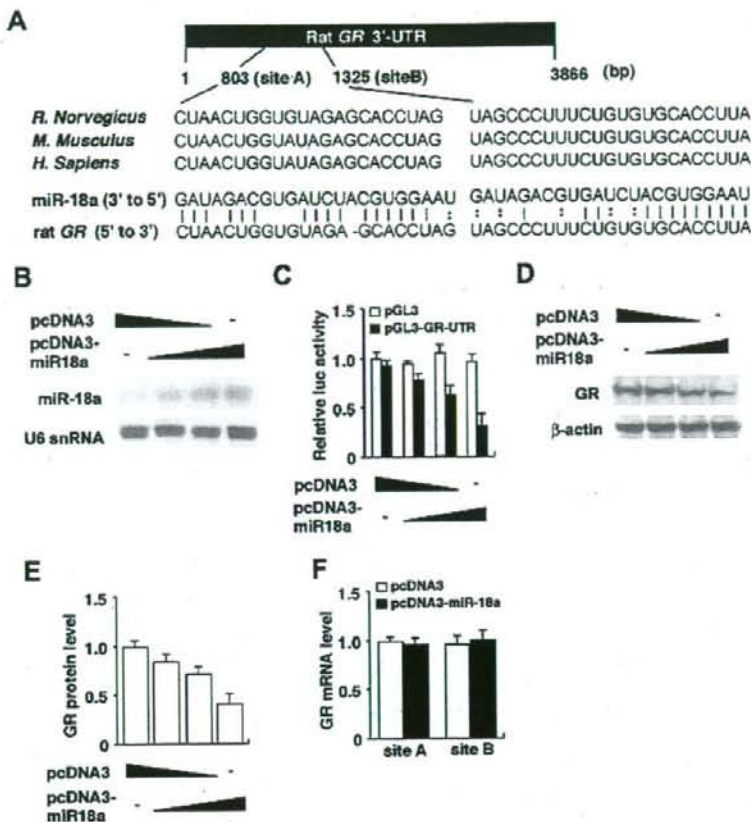 A
Rat GR 3'-UTR
1 803 (site A) 1325 (siteB) 3866 (bp)
R. Norvegicus CUAACUGGUGUAGAGCACCUAG UAGCCCUUUCUGUGUGCACCUUA
M. Musculus CUAACUGGUAUAGAGCACCUAG UAGCCCUUUCUGUGUGCACCUUA
H. Sapiens CUAACUGGUAUAGAGCACCUAG UAGCCCUUUCUGUGUGCACCUUA
miR-18a (3' to 5') GAUAGACGUGAUCUACGUGGAAU GAUAGACGUGAUCUACGUGGAAU
rat GR (5' to 3') CUAACUGGUGUAGA -GCACCUAG UAGCCCUUUCUGUGUGCACCUUA
B
pcDNA3 -
pcDNA3-miR18a -
miR-18a
U6 snRNA
C
Relative luc activity
1.5
1.0
0.5
0
pGL3
pGL3-GR-UTR
pcDNA3 -
pcDNA3-miR18a -
D
pcDNA3 -
pcDNA3-miR18a -
GR
β-actin
E
GR protein level
1.5
1.0
0.5
0
pcDNA3 -
pcDNA3-miR18a -
F
GR mRNA level
1.5
1.0
0.5
0
pcDNA3
pcDNA3-miR-18a
site A site B